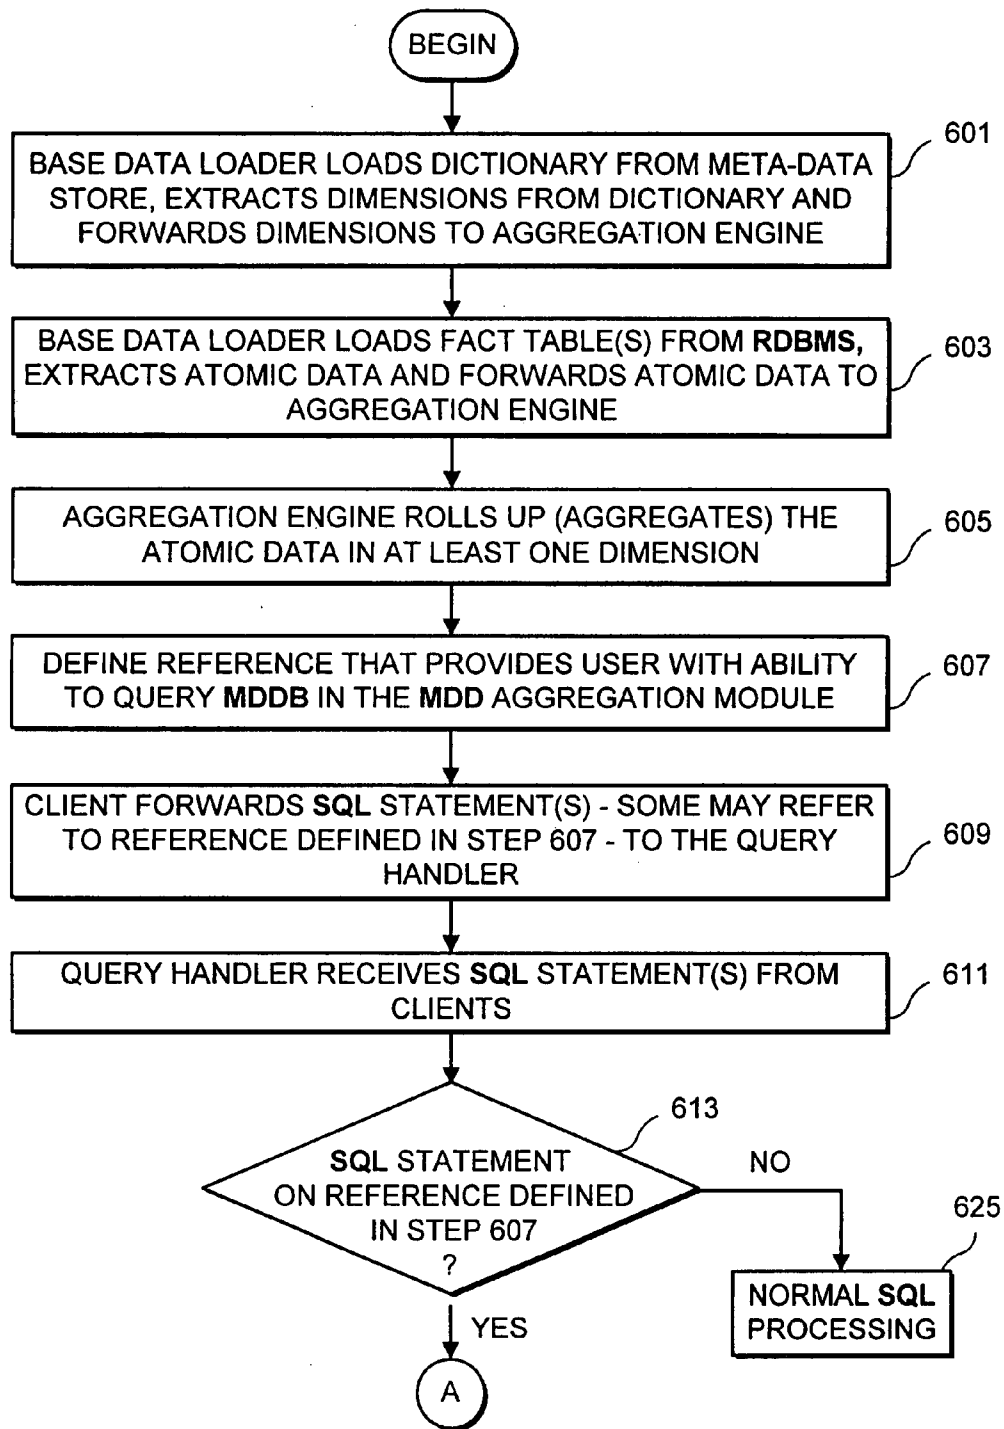 BEGIN
601
BASE DATA LOADER LOADS DICTIONARY FROM META-DATA
STORE, EXTRACTS DIMENSIONS FROM DICTIONARY AND
FORWARDS DIMENSIONS TO AGGREGATION ENGINE
603
BASE DATA LOADER LOADS FACT TABLE(S) FROM RDBMS,
EXTRACTS ATOMIC DATA AND FORWARDS ATOMIC DATA TO
AGGREGATION ENGINE
605
AGGREGATION ENGINE ROLLS UP (AGGREGATES) THE
ATOMIC DATA IN AT LEAST ONE DIMENSION
607
DEFINE REFERENCE THAT PROVIDES USER WITH ABILITY
TO QUERY MDDB IN THE MDD AGGREGATION MODULE
609
CLIENT FORWARDS SQL STATEMENT(S) - SOME MAY REFER
TO REFERENCE DEFINED IN STEP 607 - TO THE QUERY
HANDLER
611
QUERY HANDLER RECEIVES SQL STATEMENT(S) FROM
CLIENTS
613
SQL STATEMENT
ON REFERENCE DEFINED
IN STEP 607
?
NO
625
NORMAL SQL
PROCESSING
YES
A